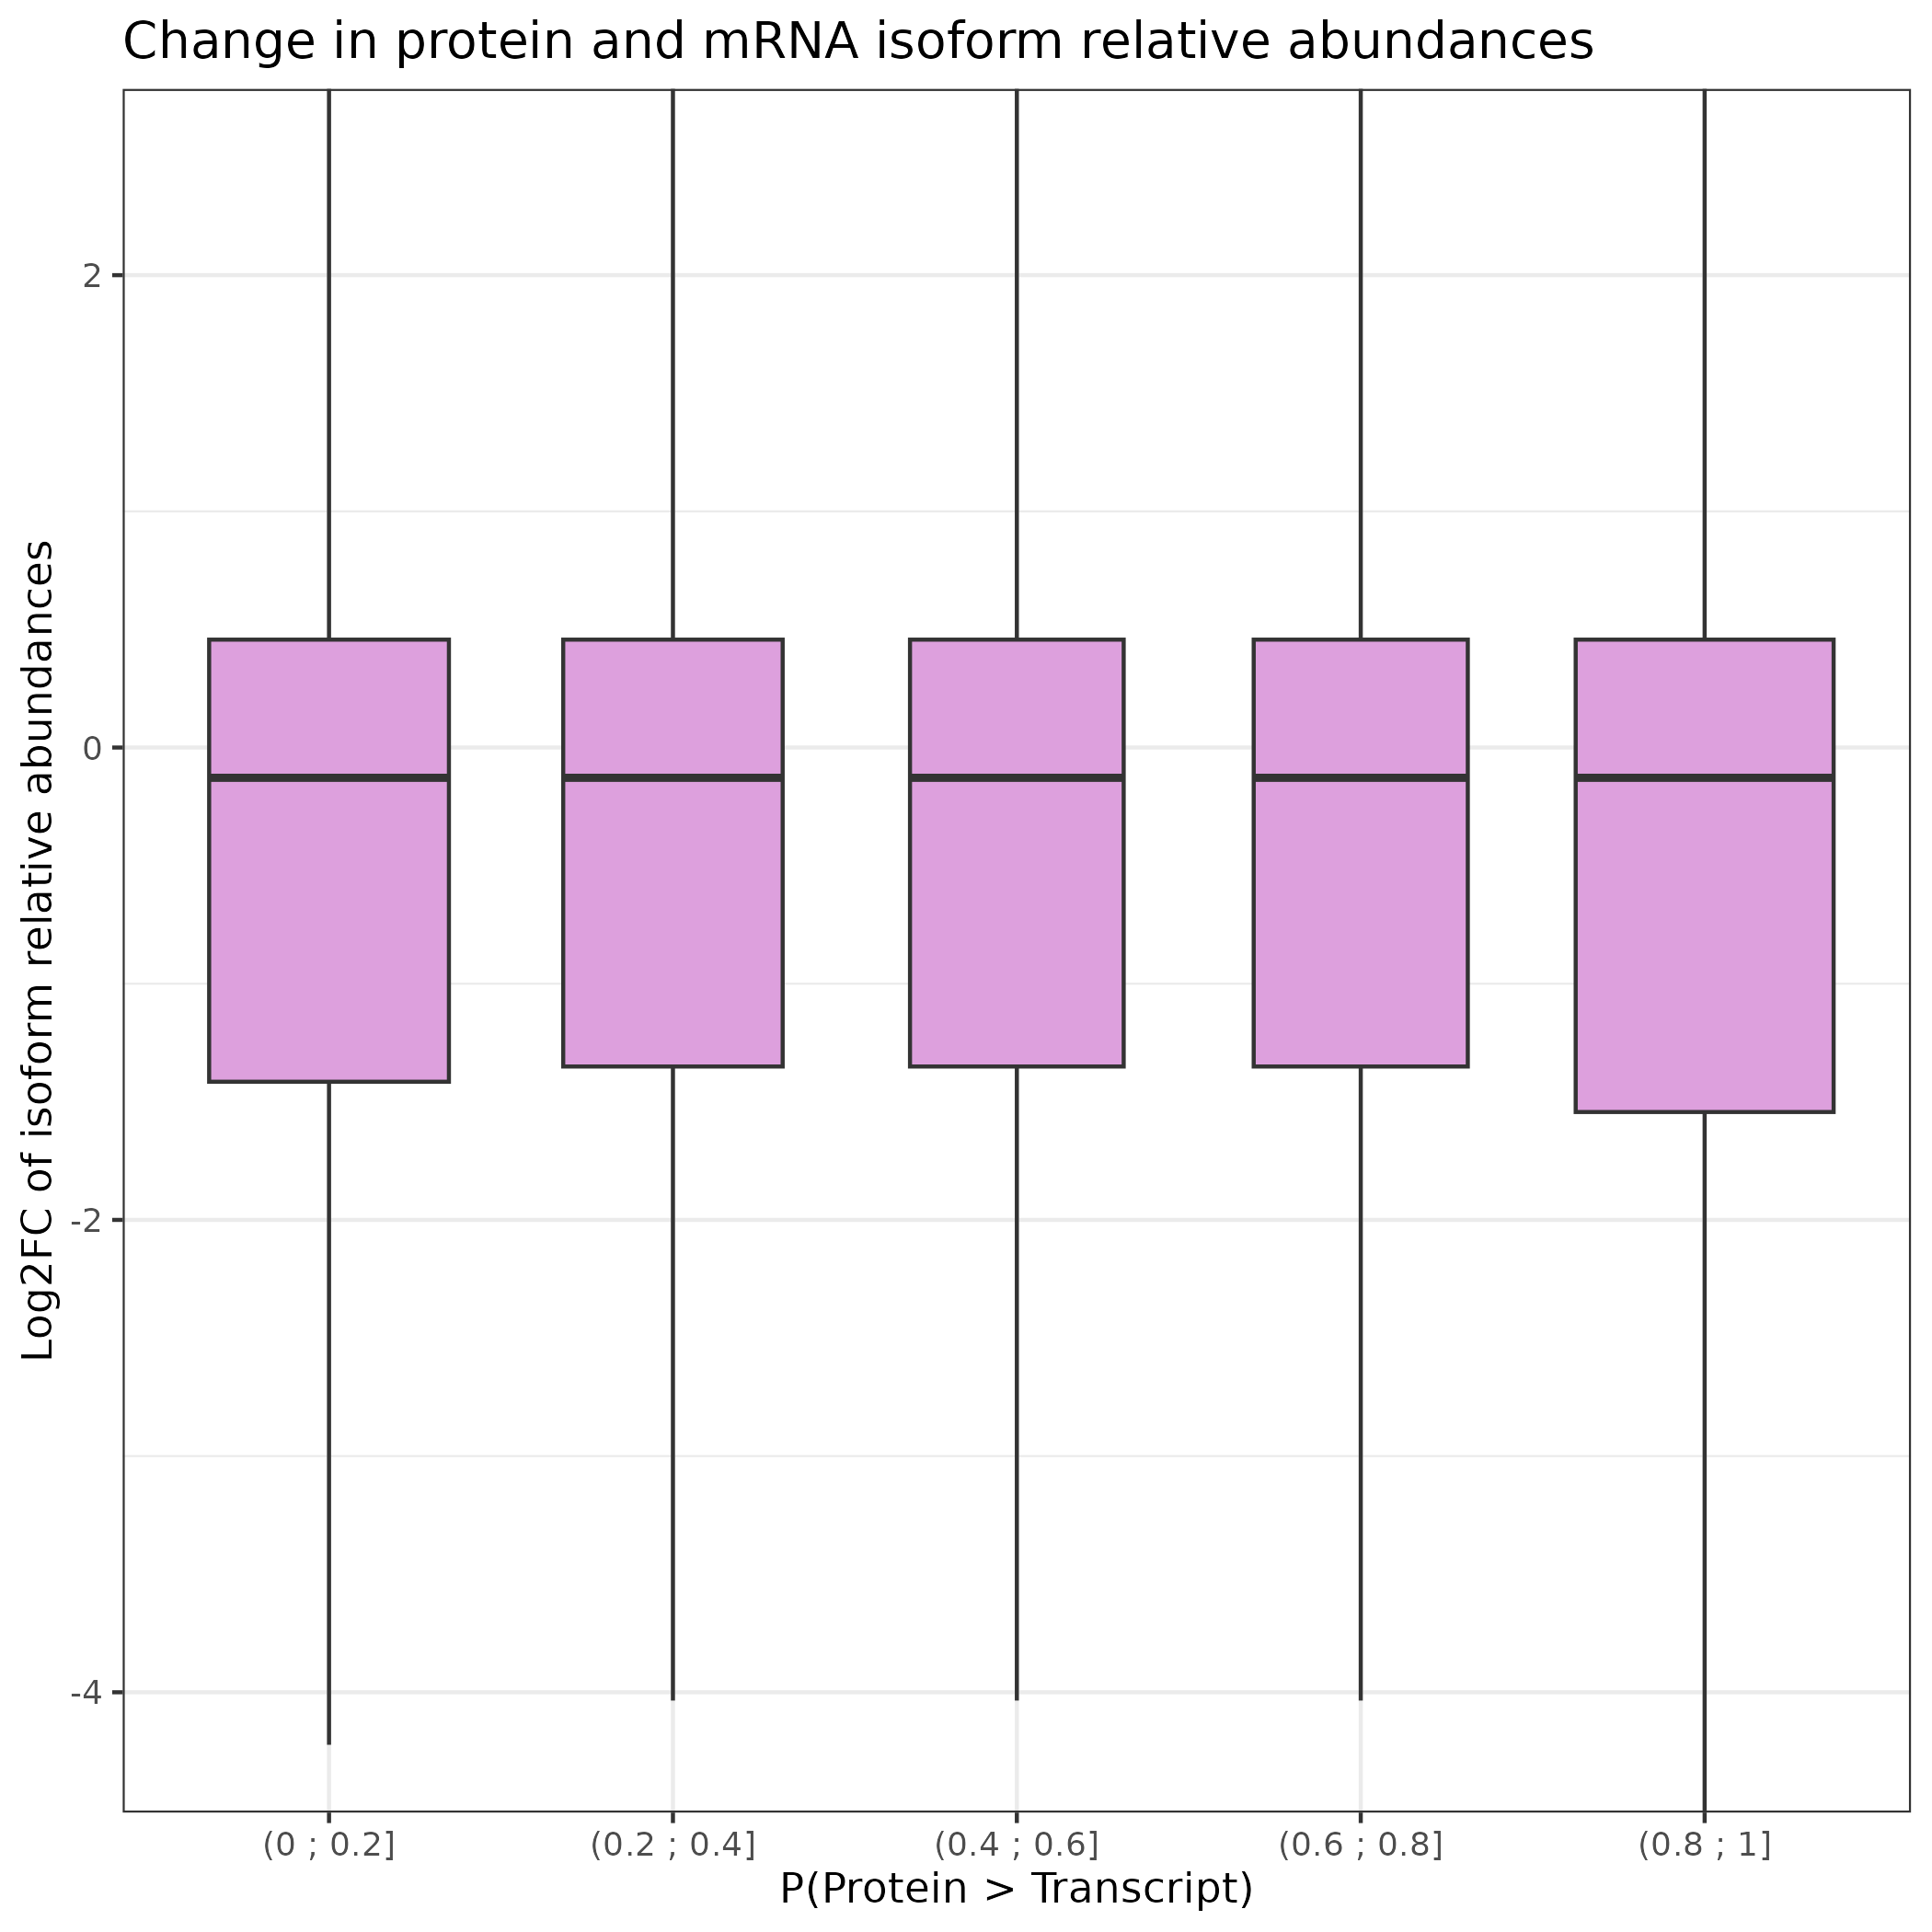 Change in protein and mRNA isoform relative abundances
Log2FC of isoform relative abundances
2
0
-2
-4
(0 ; 0.2]
(0.2 ; 0.4]
(0.4 ; 0.6]
(0.6 ; 0.8]
(0.8 ; 1]
P(Protein > Transcript)